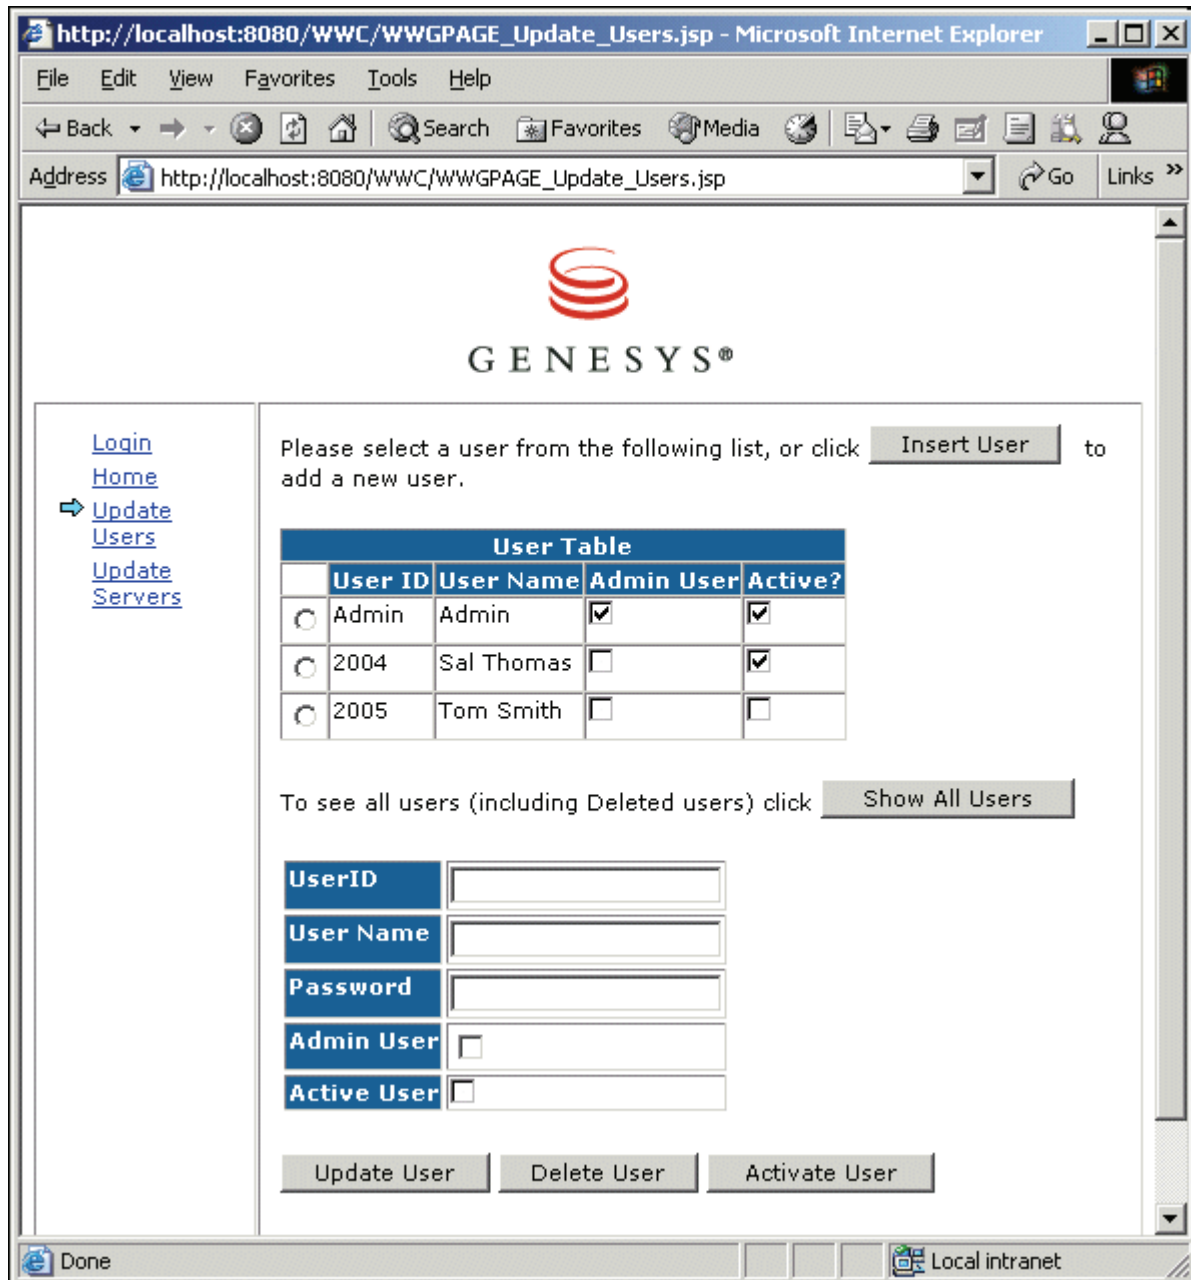 http://localhost:8080/WWC/WWGPAGE_Update_Users.jsp - Microsoft Internet Explorer
File Edit View Favorites Tools Help
Back Search Favorites Media
Address http://localhost:8080/WWC/WWGPAGE_Update_Users.jsp Go Links »
GENESYS®
Login
Home
Update
Users
Update
Servers
Please select a user from the following list, or click Insert User to
add a new user.
User Table
User ID User Name Admin User Active?
Admin Admin
2004 Sal Thomas
2005 Tom Smith
To see all users (including Deleted users) click Show All Users
UserID
User Name
Password
Admin User
Active User
Update User Delete User Activate User
Done Local intranet